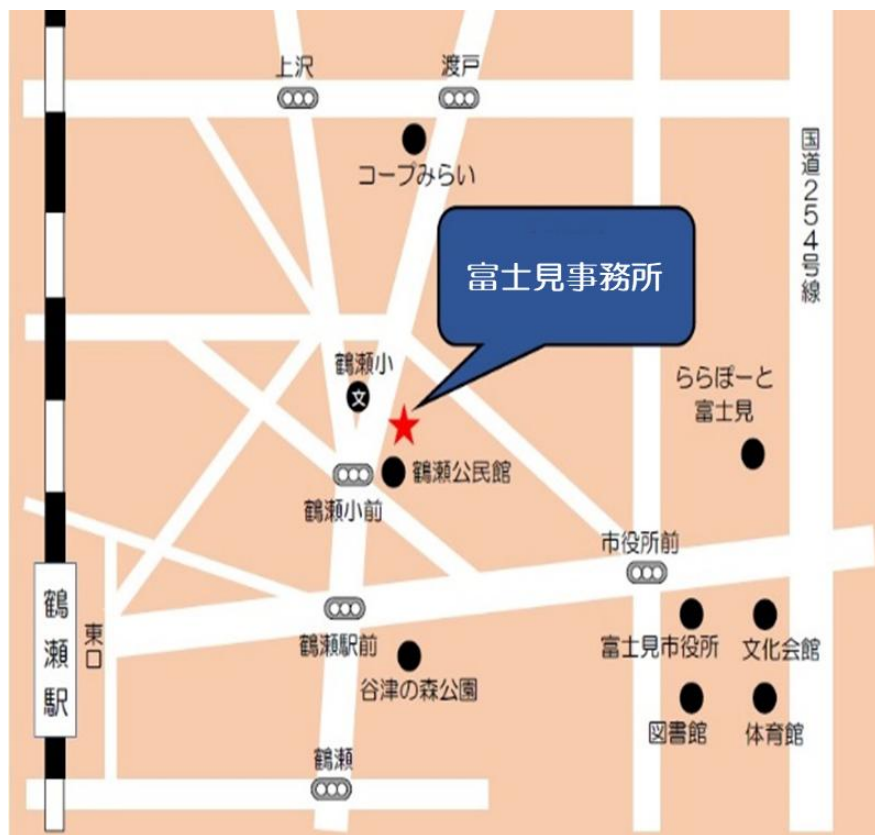 上沢
渡戸
コープみらい
国道254号線
富士見事務所
鶴瀬小
文
ららぽーと
富士見
鶴瀬公民館
鶴瀬小前
市役所前
鶴瀬駅
東口
鶴瀬駅前
谷津の森公園
富士見市役所
文化会館
図書館
体育館
鶴瀬